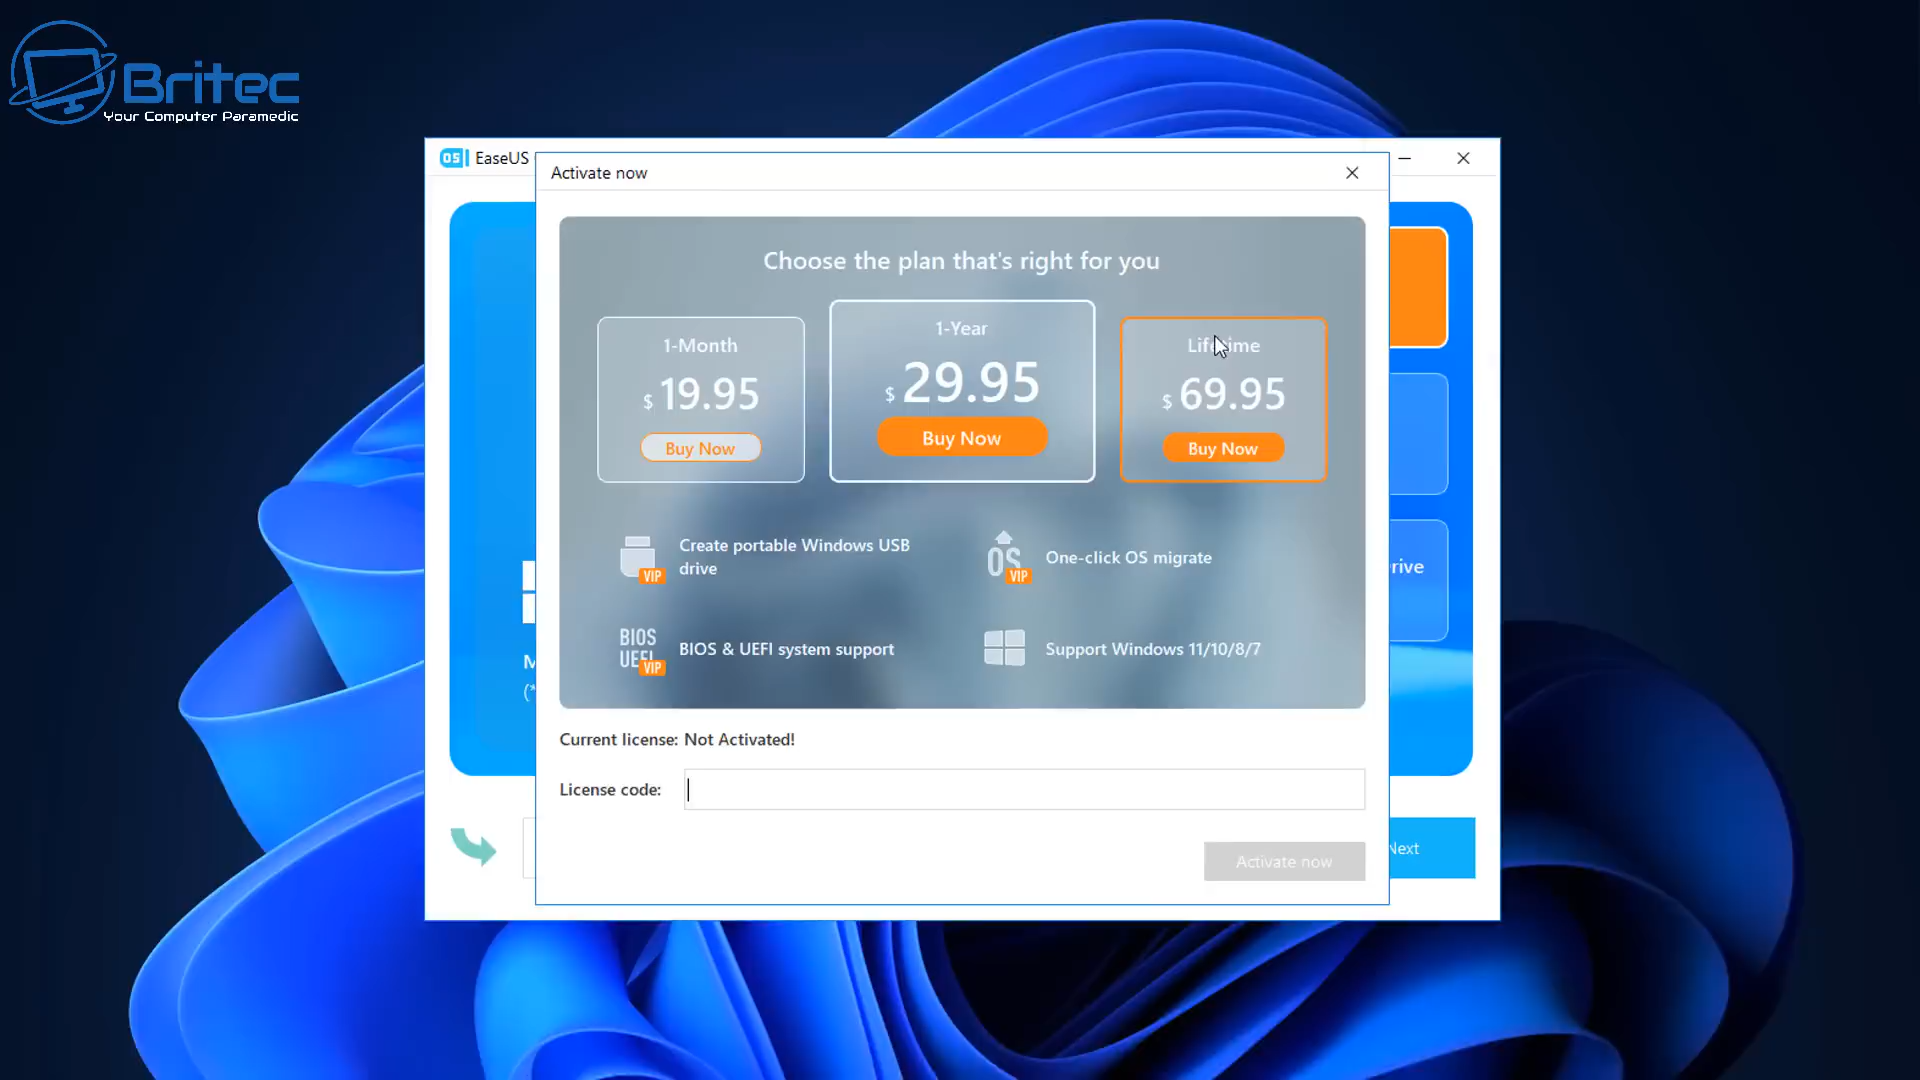 Britec
Your Computer Paramedic
EaseUS
Activate now
Choose the plan that's right for you
1-Month
$ 19.95
Buy Now
1-Year
$ 29.95
Buy Now
Lifetime
$ 69.95
Buy Now
Create portable Windows USB
drive
VIP
One-click OS migrate
OS
VIP
BIOS
UEFI
VIP
BIOS & UEFI system support
Support Windows 11/10/8/7
Current license: Not Activated!
License code:
Activate now
Next